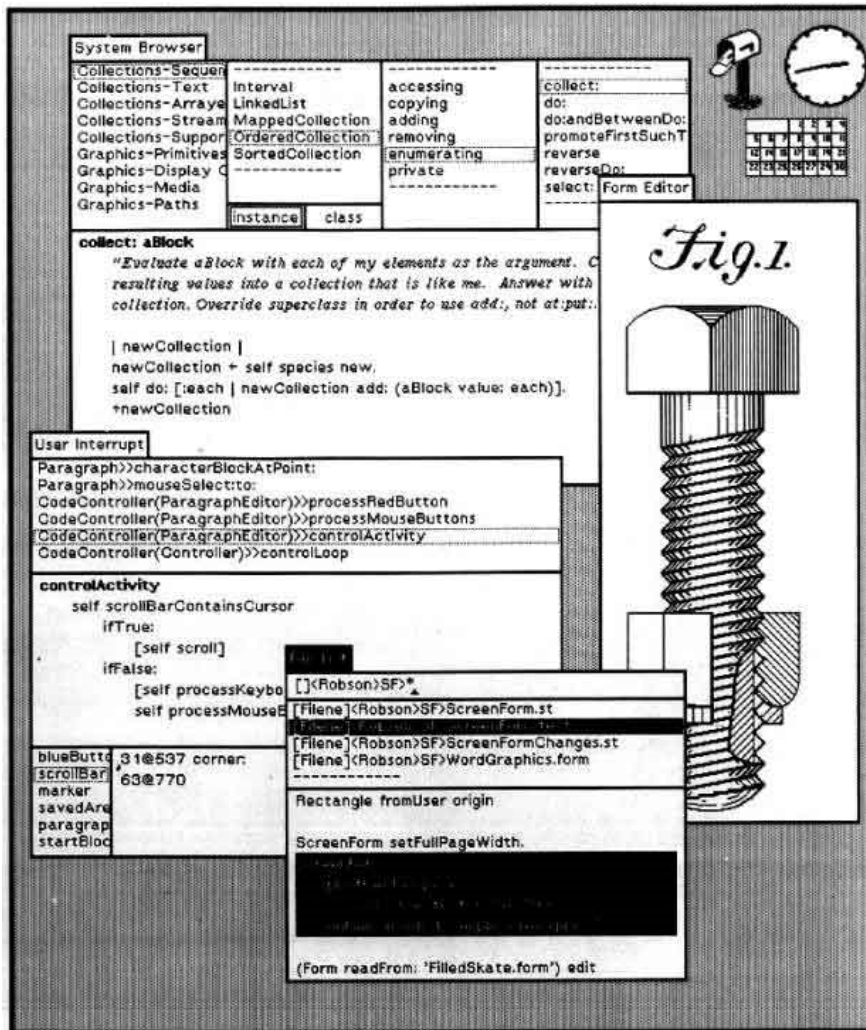 System Browser
Collections-Sequen
Collections-Text
Collections-Arraye
Collections-Stream
Collections-Suppor
Graphics-Primitives
Graphics-Display C
Graphics-Media
Graphics-Paths
------------
Interval
LinkedList
MappedCollection
OrderedCollection
SortedCollection
------------
instance class
------------
accessing
copying
adding
removing
enumerating
private
------------
------------
collect:
do:
do:andBetweenDo:
promoteFirstSuchT
reverse
reverseDo:
select:
collect: aBlock
"Evaluate aBlock with each of my elements as the argument. C
resulting values into a collection that is like me. Answer with
collection. Override superclass in order to use add:, not at:put:.
| newCollection |
newCollection ← self species new.
self do: [:each | newCollection add: (aBlock value: each)].
↑newCollection
Form Editor
Fig. 1.
User Interrupt
Paragraph>>characterBlockAtPoint:
Paragraph>>mouseSelect:to:
CodeController(ParagraphEditor)>>processRedButton
CodeController(ParagraphEditor)>>processMouseButtons
CodeController(ParagraphEditor)>>controlActivity
CodeController(Controller)>>controlLoop
controlActivity
self scrollBarContainsCursor
ifTrue:
[self scroll]
ifFalse:
[self processKeybo
self processMouseB
blueButto
scrollBar
marker
savedAre
paragrap
startBloc
31@537 corner:
63@770
[]<Robson>SF>*
[Filene]<Robson>SF>ScreenForm.st
[Filene]<Robson>SF>ScreenFormChanges.st
[Filene]<Robson>SF>WordGraphics.form
------------
Rectangle fromUser origin
ScreenForm setFullPageWidth.
(Form readFrom: 'FilledSkate.form') edit